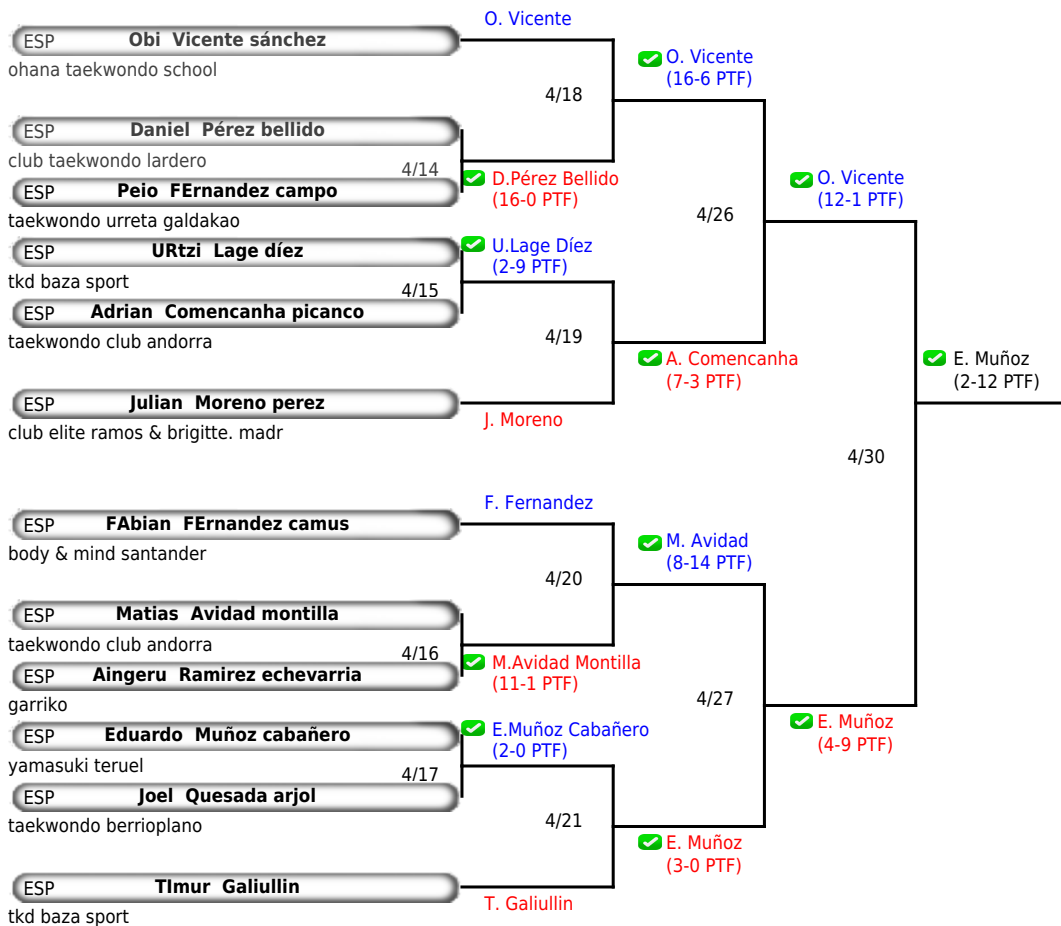 O. Vicente
ESP Obi Vicente sánchez
ohana taekwondo school
O. Vicente
(16-6 PTF)
4/18
ESP Daniel Pérez bellido
club taekwondo lardero
4/14
D.Pérez Bellido
(16-0 PTF)
ESP Peio FErnandez campo
taekwondo urreta galdakao
O. Vicente
(12-1 PTF)
4/26
ESP URtzi Lage díez
tkd baza sport
U.Lage Díez
(2-9 PTF)
4/15
ESP Adrian Comencanha picanco
taekwondo club andorra
4/19
A. Comencanha
(7-3 PTF)
E. Muñoz
(2-12 PTF)
ESP Julian Moreno perez
club elite ramos & brigitte. madr
J. Moreno
4/30
F. Fernandez
ESP FAbian FErnandez camus
body & mind santander
M. Avidad
(8-14 PTF)
4/20
ESP Matias Avidad montilla
taekwondo club andorra
4/16
M.Avidad Montilla
(11-1 PTF)
ESP Aingeru Ramirez echevarria
garriko
4/27
E. Muñoz
(4-9 PTF)
ESP Eduardo Muñoz cabañero
yamasuki teruel
E.Muñoz Cabañero
(2-0 PTF)
4/17
ESP Joel Quesada arjol
taekwondo berrioplano
4/21
E. Muñoz
(3-0 PTF)
ESP TImur Galiullin
tkd baza sport
T. Galiullin